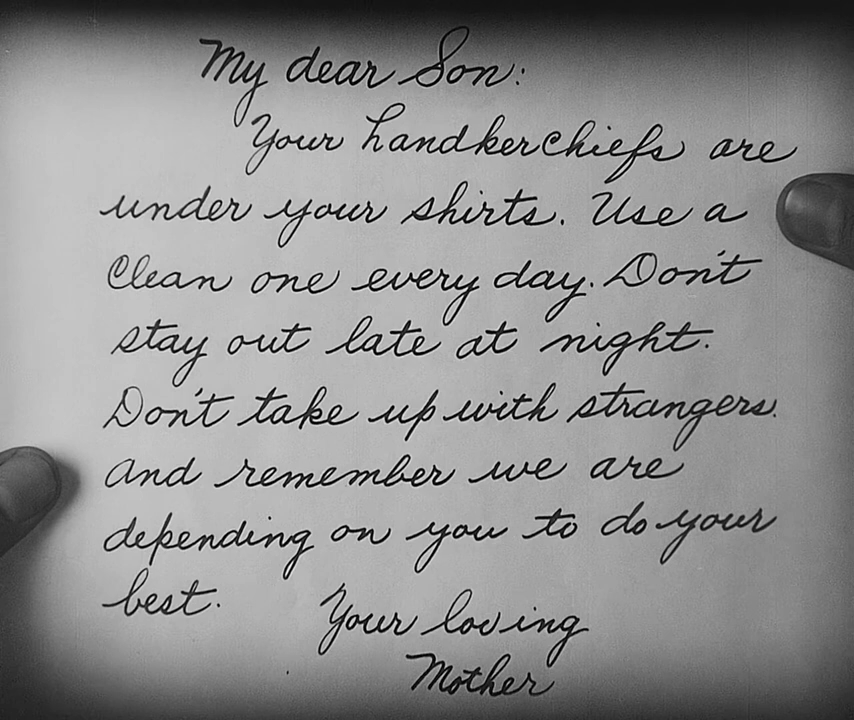 My dear Son:
Your handkerchiefs are
under your shirts. Use a
clean one every day. Don't
stay out late at night.
Don't take up with strangers.
and remember we are
depending on you to do your
best.
Your loving
Mother